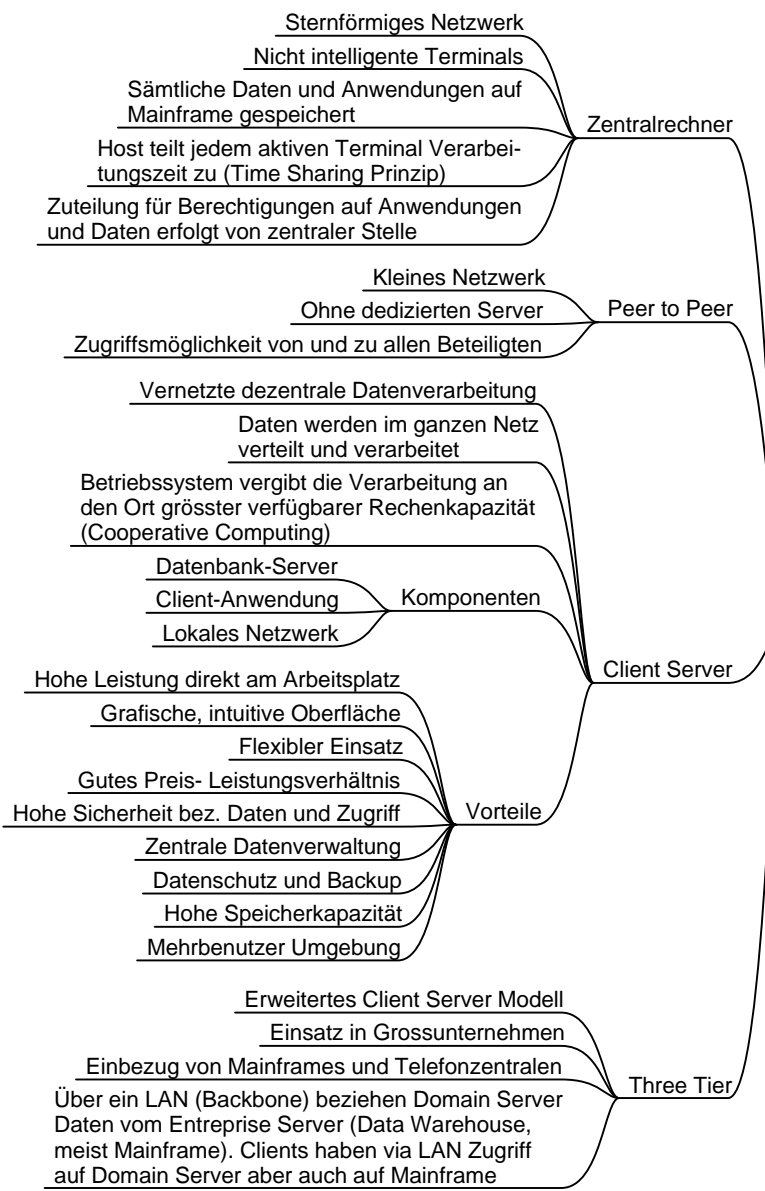 Sternförmiges Netzwerk
Nicht intelligente Terminals
Sämtliche Daten und Anwendungen auf
Mainframe gespeichert
Host teilt jedem aktiven Terminal Verarbei-
tungszeit zu (Time Sharing Prinzip)
Zuteilung für Berechtigungen auf Anwendungen
und Daten erfolgt von zentraler Stelle
Zentralrechner
Kleines Netzwerk
Ohne dedizierten Server
Zugriffsmöglichkeit von und zu allen Beteiligten
Peer to Peer
Vernetzte dezentrale Datenverarbeitung
Daten werden im ganzen Netz
verteilt und verarbeitet
Betriebssystem vergibt die Verarbeitung an
den Ort grösster verfügbarer Rechenkapazität
(Cooperative Computing)
Datenbank-Server
Client-Anwendung
Lokales Netzwerk
Komponenten
Hohe Leistung direkt am Arbeitsplatz
Grafische, intuitive Oberfläche
Flexibler Einsatz
Gutes Preis- Leistungsverhältnis
Hohe Sicherheit bez. Daten und Zugriff
Zentrale Datenverwaltung
Datenschutz und Backup
Hohe Speicherkapazität
Mehrbenutzer Umgebung
Vorteile
Client Server
Erweitertes Client Server Modell
Einsatz in Grossunternehmen
Einbezug von Mainframes und Telefonzentralen
Über ein LAN (Backbone) beziehen Domain Server
Daten vom Entreprise Server (Data Warehouse,
meist Mainframe). Clients haben via LAN Zugriff
auf Domain Server aber auch auf Mainframe
Three Tier